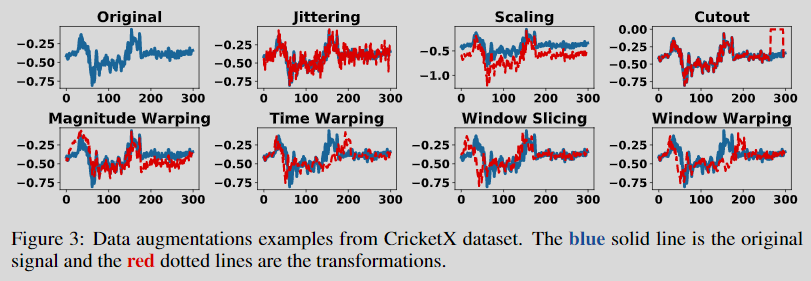 Original Jittering Scaling Cutout
−0.25 −0.25 −0.5 0.00
−0.50 −0.50 −1.0 −0.25
−0.75 −0.75 −0.50
−0.75
0 100 200 300 0 100 200 300 0 100 200 300 0 100 200 300
Magnitude Warping Time Warping Window Slicing Window Warping
−0.25 −0.25 −0.25 −0.25
−0.50 −0.50 −0.50 −0.50
−0.75 −0.75 −0.75 −0.75
0 100 200 300 0 100 200 300 0 100 200 300 0 100 200 300
Figure 3: Data augmentations examples from CricketX dataset. The blue solid line is the original
signal and the red dotted lines are the transformations.